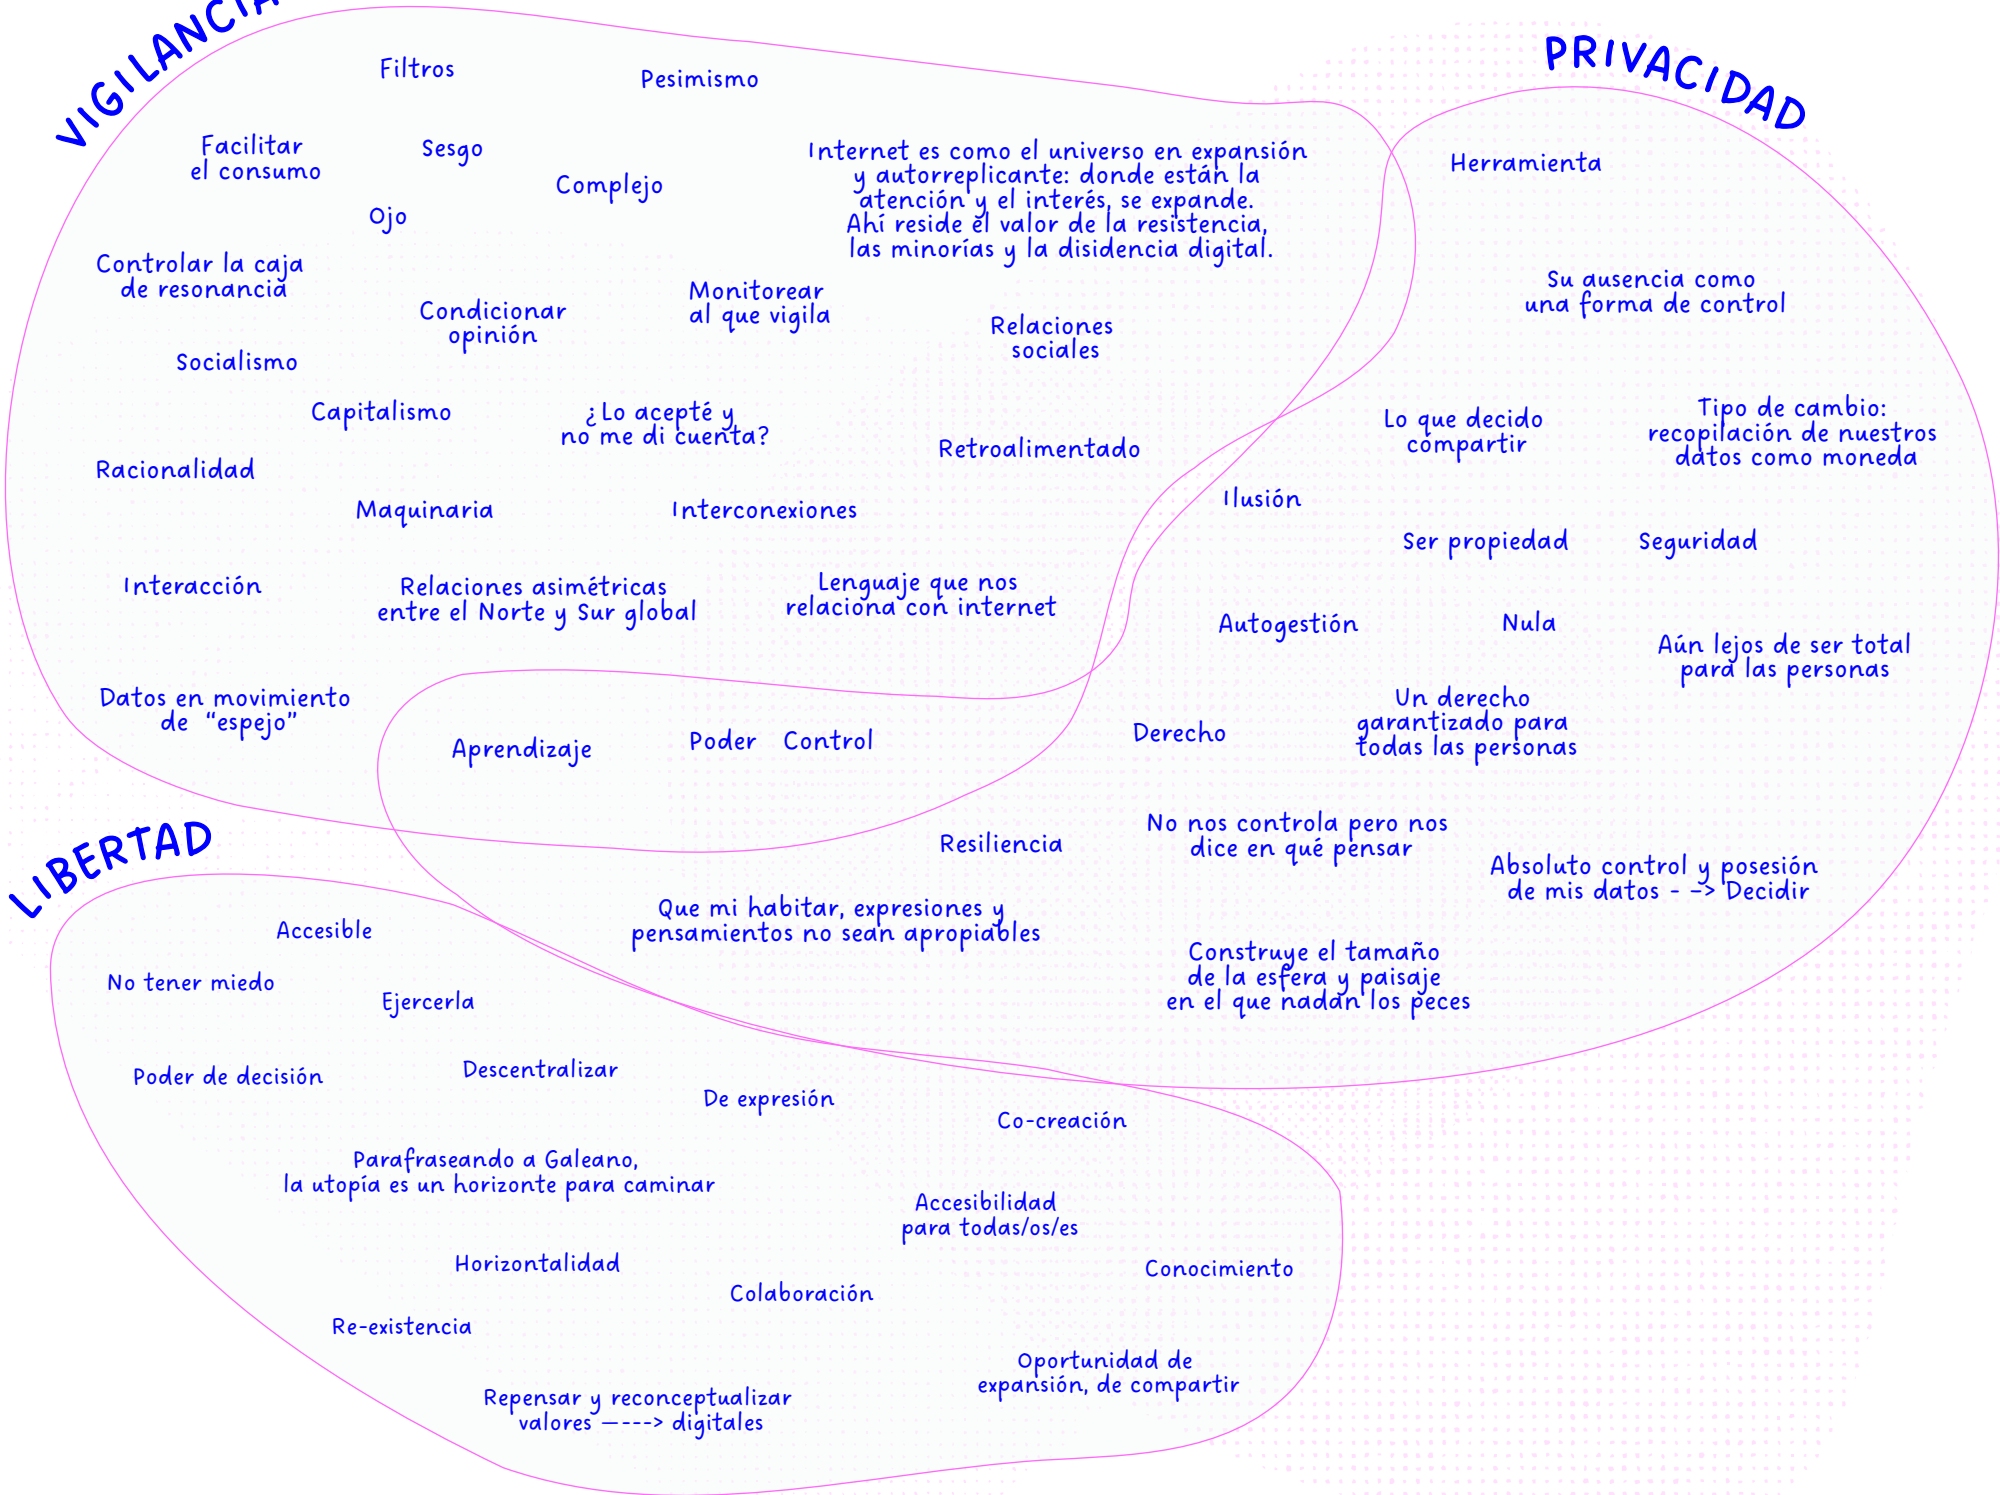 VIGILANCIA
Filtros
Pesimismo
Facilitar
el consumo
Sesgo
Complejo
Ojo
Internet es como el universo en expansión
y autorreplicante: donde están la
atención y el interés, se expande.
Ahí reside el valor de la resistencia,
las minorías y la disidencia digital.
Controlar la caja
de resonancia
Condicionar
opinión
Monitorear
al que vigila
Relaciones
sociales
Socialismo
Capitalismo
¿Lo acepté y
no me di cuenta?
Retroalimentado
Racionalidad
Maquinaria
Interconexiones
Interacción
Relaciones asimétricas
entre el Norte y Sur global
Lenguaje que nos
relaciona con internet
Datos en movimiento
de “espejo”
Aprendizaje
Poder
Control
PRIVACIDAD
Herramienta
Su ausencia como
una forma de control
Lo que decido
compartir
Tipo de cambio:
recopilación de nuestros
datos como moneda
Ilusión
Ser propiedad
Seguridad
Autogestión
Nula
Aún lejos de ser total
para las personas
Un derecho
garantizado para
todas las personas
Derecho
Resiliencia
No nos controla pero nos
dice en qué pensar
Absoluto control y posesión
de mis datos - -> Decidir
Que mi habitar, expresiones y
pensamientos no sean apropiables
Construye el tamaño
de la esfera y paisaje
en el que nadan los peces
LIBERTAD
Accesible
No tener miedo
Ejercerla
Poder de decisión
Descentralizar
De expresión
Co-creación
Parafraseando a Galeano,
la utopía es un horizonte para caminar
Accesibilidad
para todas/os/es
Horizontalidad
Colaboración
Conocimiento
Re-existencia
Oportunidad de
expansión, de compartir
Repensar y reconceptualizar
valores —---> digitales